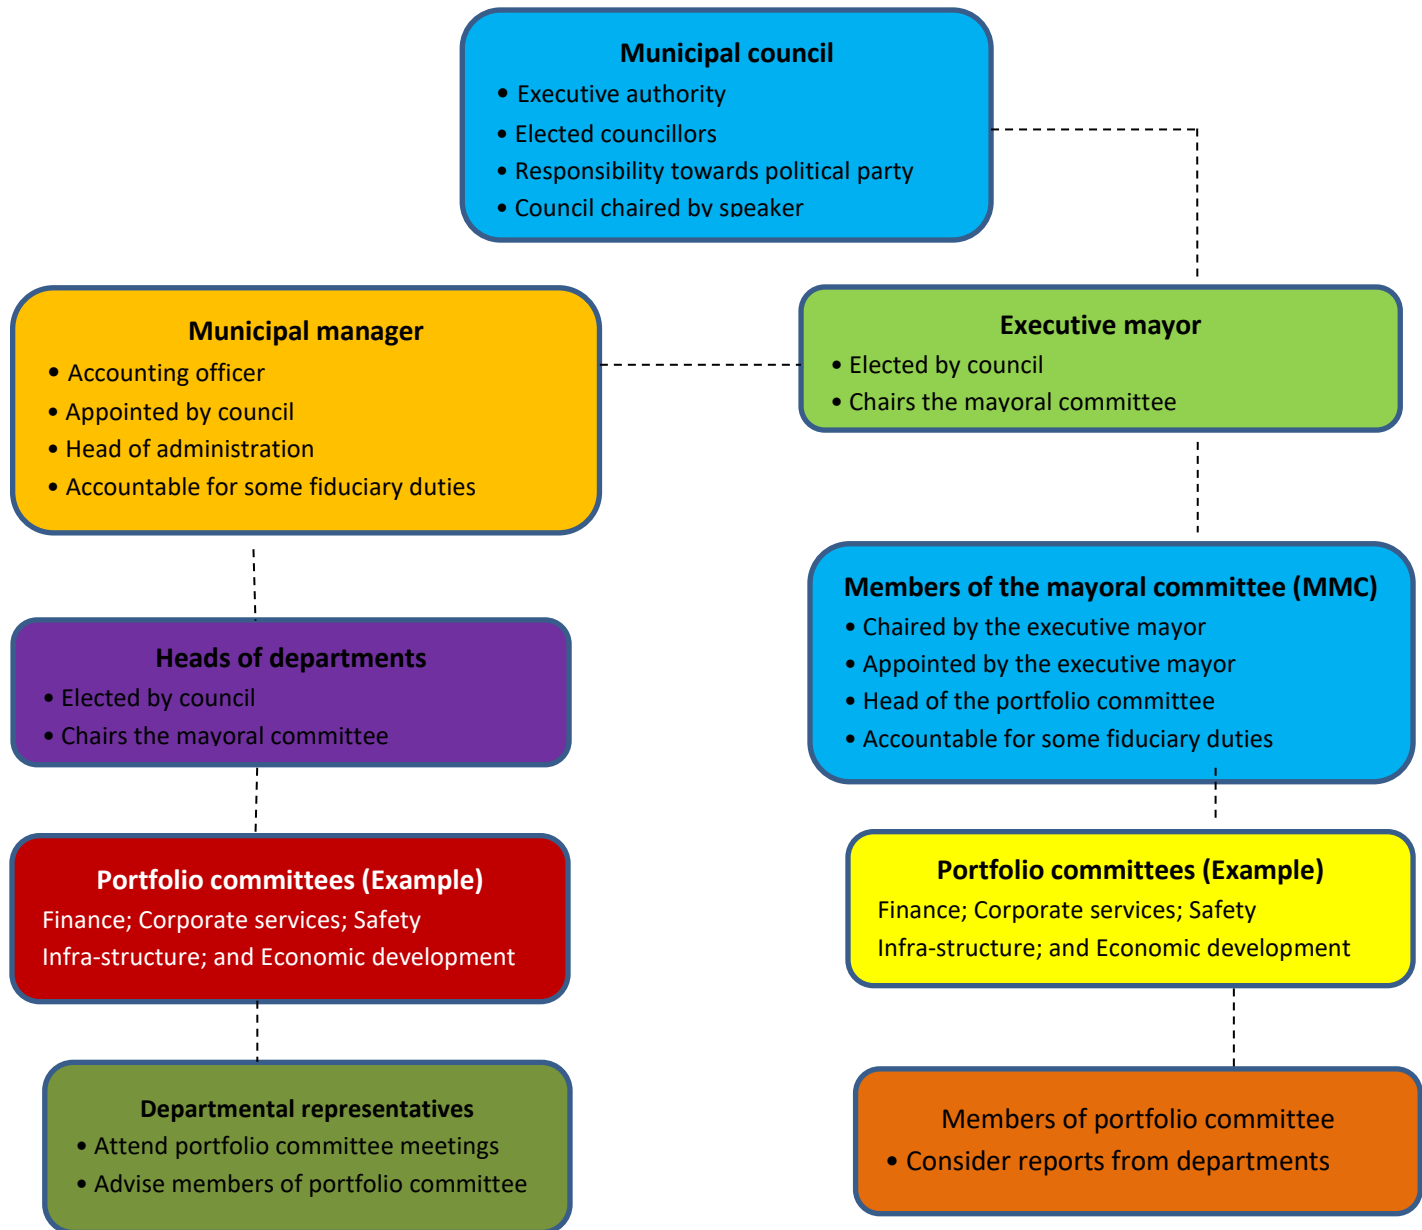 Municipal council
• Executive authority
• Elected councillors
• Responsibility towards political party
• Council chaired by speaker
Municipal manager
• Accounting officer
• Appointed by council
• Head of administration
• Accountable for some fiduciary duties
Executive mayor
• Elected by council
• Chairs the mayoral committee
Heads of departments
• Elected by council
• Chairs the mayoral committee
Members of the mayoral committee (MMC)
• Chaired by the executive mayor
• Appointed by the executive mayor
• Head of the portfolio committee
• Accountable for some fiduciary duties
Portfolio committees (Example)
Finance; Corporate services; Safety
Infra-structure; and Economic development
Portfolio committees (Example)
Finance; Corporate services; Safety
Infra-structure; and Economic development
Departmental representatives
• Attend portfolio committee meetings
• Advise members of portfolio committee
Members of portfolio committee
• Consider reports from departments